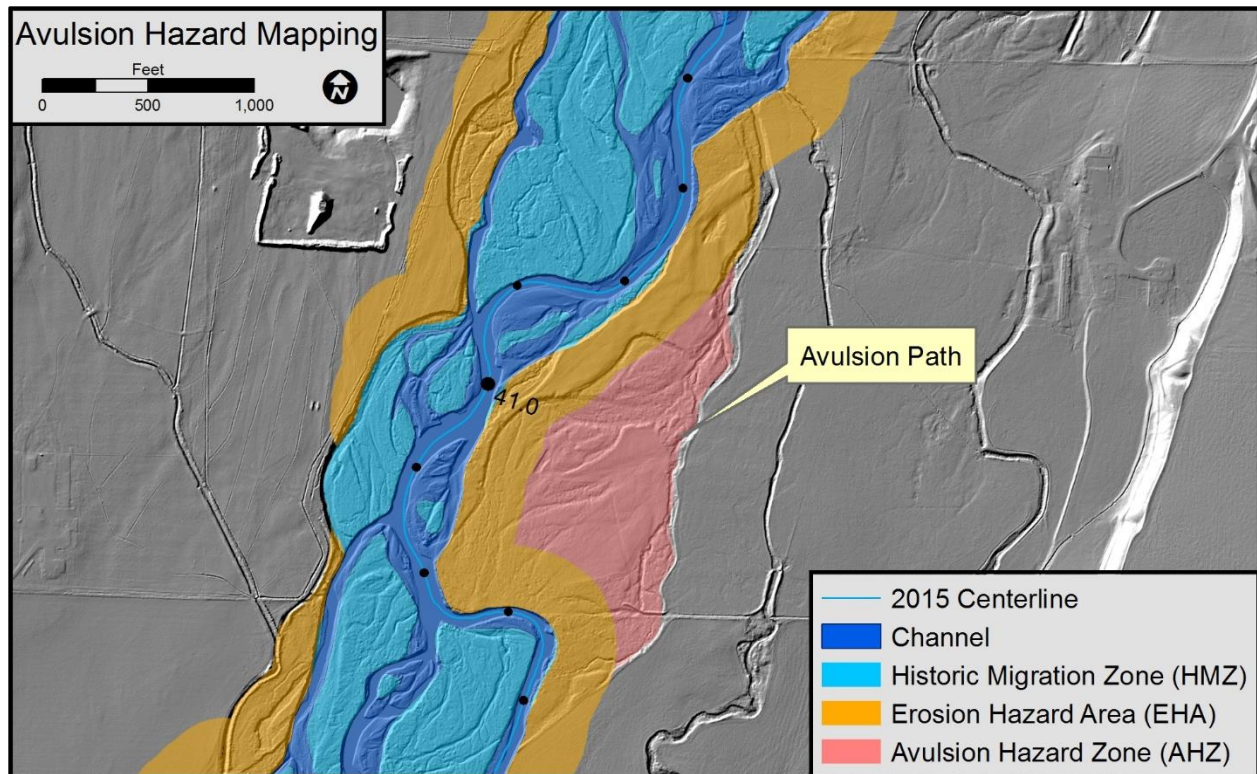 Avulsion Hazard Mapping
Feet
0 500 1,000
N
41.0
Avulsion Path
2015 Centerline
Channel
Historic Migration Zone (HMZ)
Erosion Hazard Area (EHA)
Avulsion Hazard Zone (AHZ)